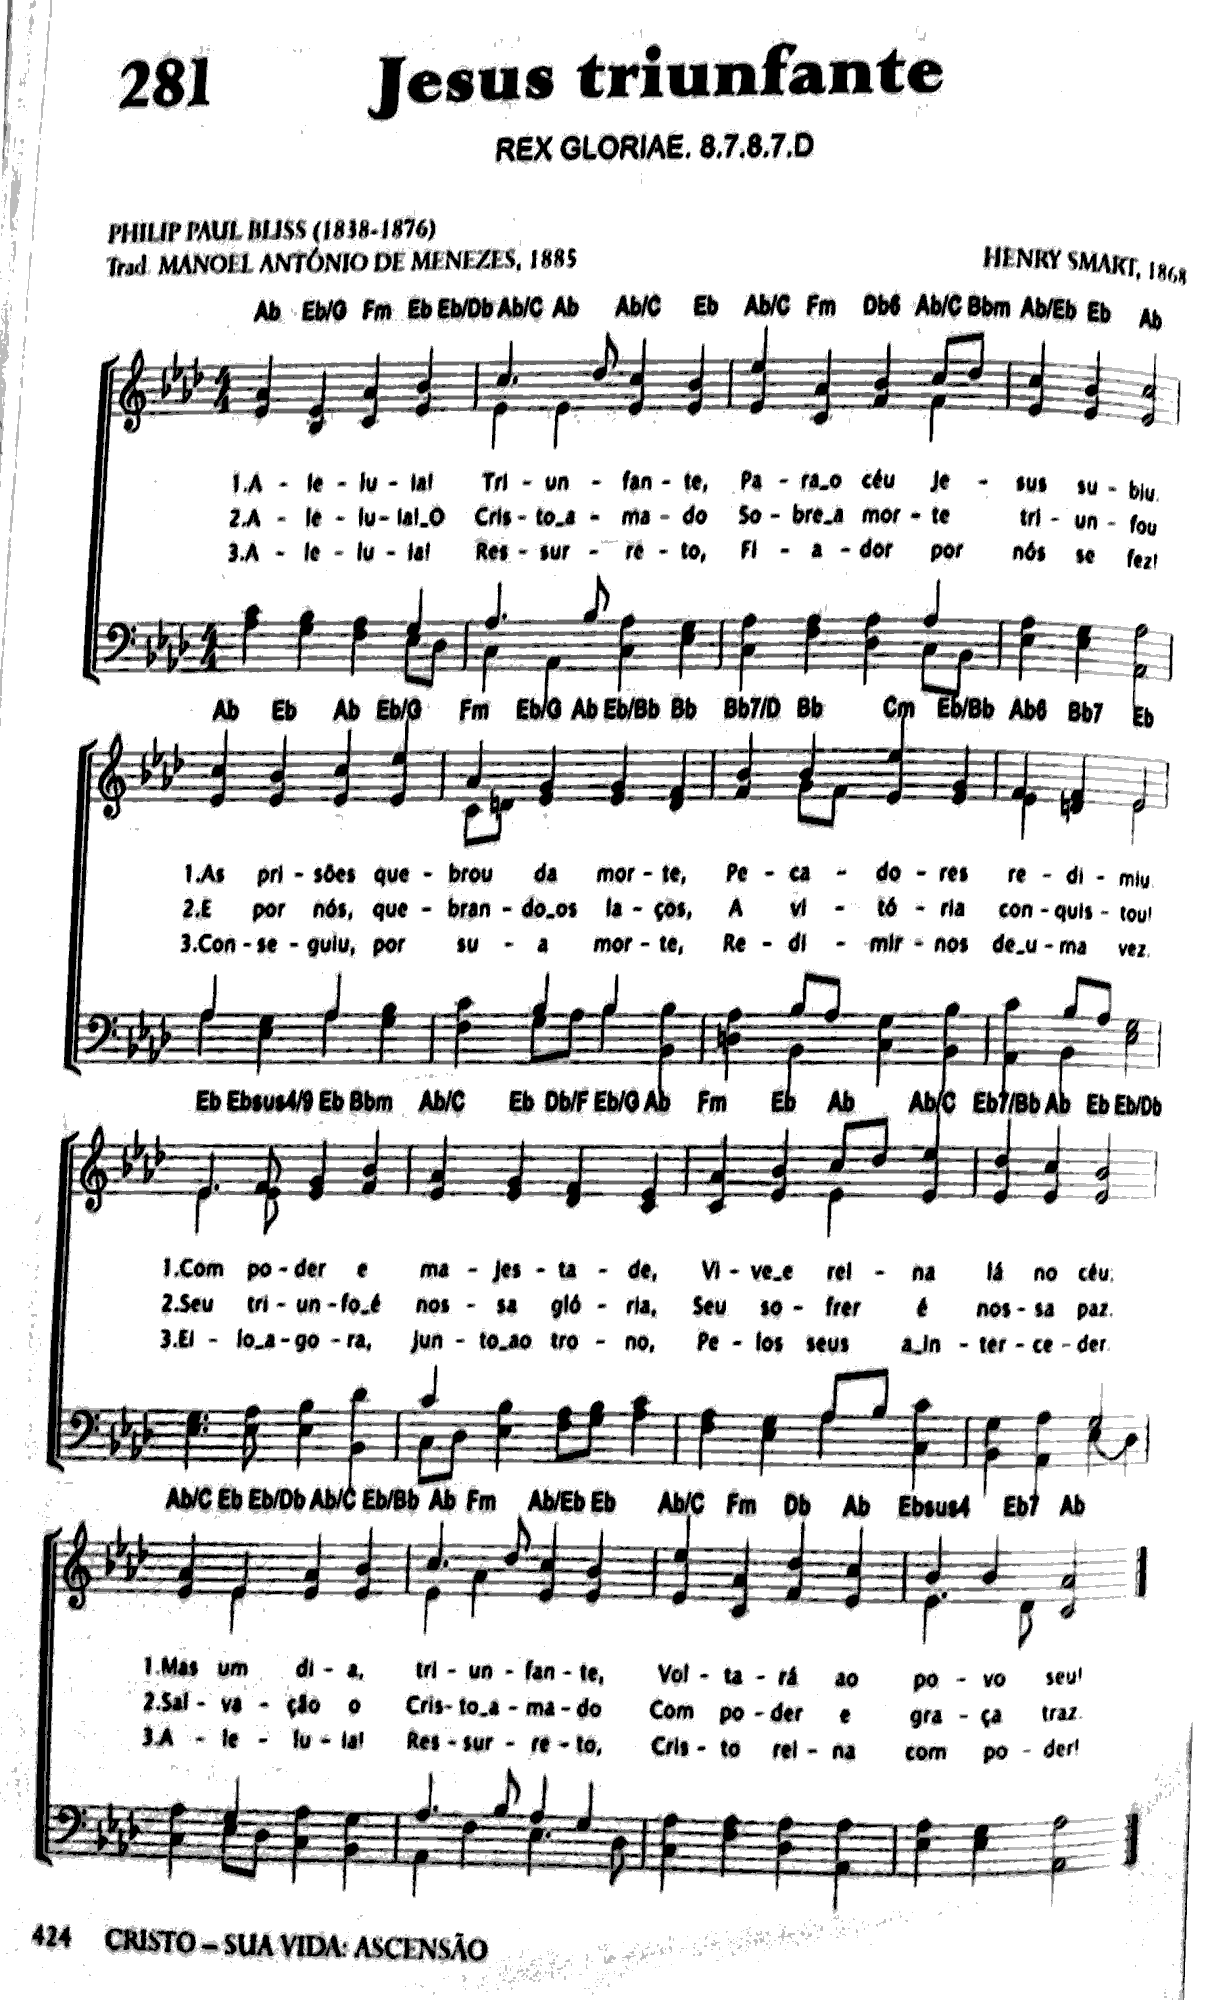 281 Jesus triunfante
REX GLORIAE. 8.7.8.7.D
PHILIP PAUL BLISS (1838-1876)
Trad MANOEL ANTÔNIO DE MENEZES, 1885
HENRY SMART, 1868
Ab Eb/G Fm Eb Eb/Db Ab/C Ab Ab/C Eb Ab/C Fm Db6 Ab/C Bbm Ab/Eb Eb Ab
1.A - le - lu - ia! Tri - un - fan - te, Pa - ra_o céu Je - sus su - biu.
2.A - le - lu - ia!_O Cris - to_a - ma - do So - bre_a mor - te tri - un - fou
3.A - le - lu - ia! Res - sur - re - to, Fi - a - dor por nós se fez!
Ab Eb Ab Eb/G Fm Eb/G Ab Eb/Bb Bb Bb7/D Bb Cm Eb/Bb Ab6 Bb7 Eb
1.As pri - sões que - brou da mor - te, Pe - ca - do - res re - di - miu.
2.E por nós, que - bran - do_os la - ços, A vi - tó - ria con - quis - tou!
3.Con - se - guiu, por su - a mor - te, Re - di - mir - nos de_u - ma vez.
Eb Ebsus4/9 Eb Bbm Ab/C Eb Db/F Eb/G Ab Fm Eb Ab Ab/C Eb7/Bb Ab Eb Eb/Db
1.Com po - der e ma - jes - ta - de, Vi - ve_e rei - na lá no céu;
2.Seu tri - un - fo_é nos - sa gló - ria, Seu so - frer é nos - sa paz.
3.Ei - lo_a - go - ra, jun - to_ao tro - no, Pe - los seus a_in - ter - ce - der.
Ab/C Eb Eb/Db Ab/C Eb/Bb Ab Fm Ab/Eb Eb Ab/C Fm Db Ab Ebsus4 Eb7 Ab
1.Mas um di - a, tri - un - fan - te, Vol - ta - rá ao po - vo seu!
2.Sal - va - ção o Cris - to_a - ma - do Com po - der e gra - ça traz.
3.A - le - lu - ia! Res - sur - re - to, Cris - to rei - na com po - der!
424 CRISTO – SUA VIDA: ASCENSÃO